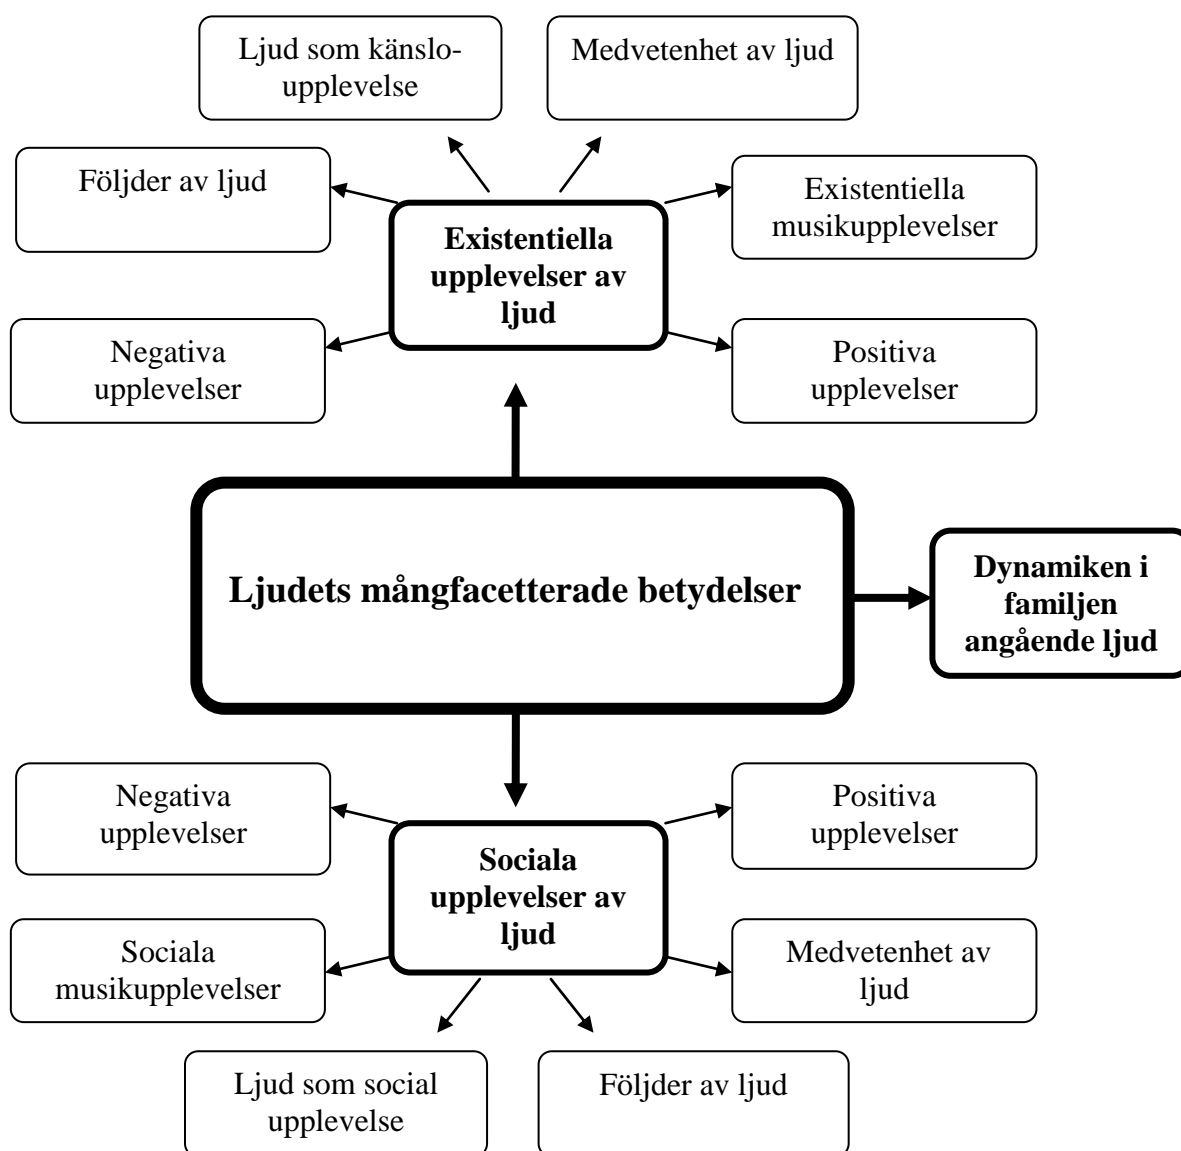 Ljud som känslo-
upplevelse
Medvetenhet av ljud
Följder av ljud
Existentiella
musikupplevelser
Existentiella
upplevelser av
ljud
Negativa
upplevelser
Positiva
upplevelser
Ljudets mångfacetterade betydelser
Dynamiken i
familjen
angående ljud
Negativa
upplevelser
Positiva
upplevelser
Sociala
upplevelser av
ljud
Sociala
musikupplevelser
Medvetenhet av
ljud
Ljud som social
upplevelse
Följder av ljud